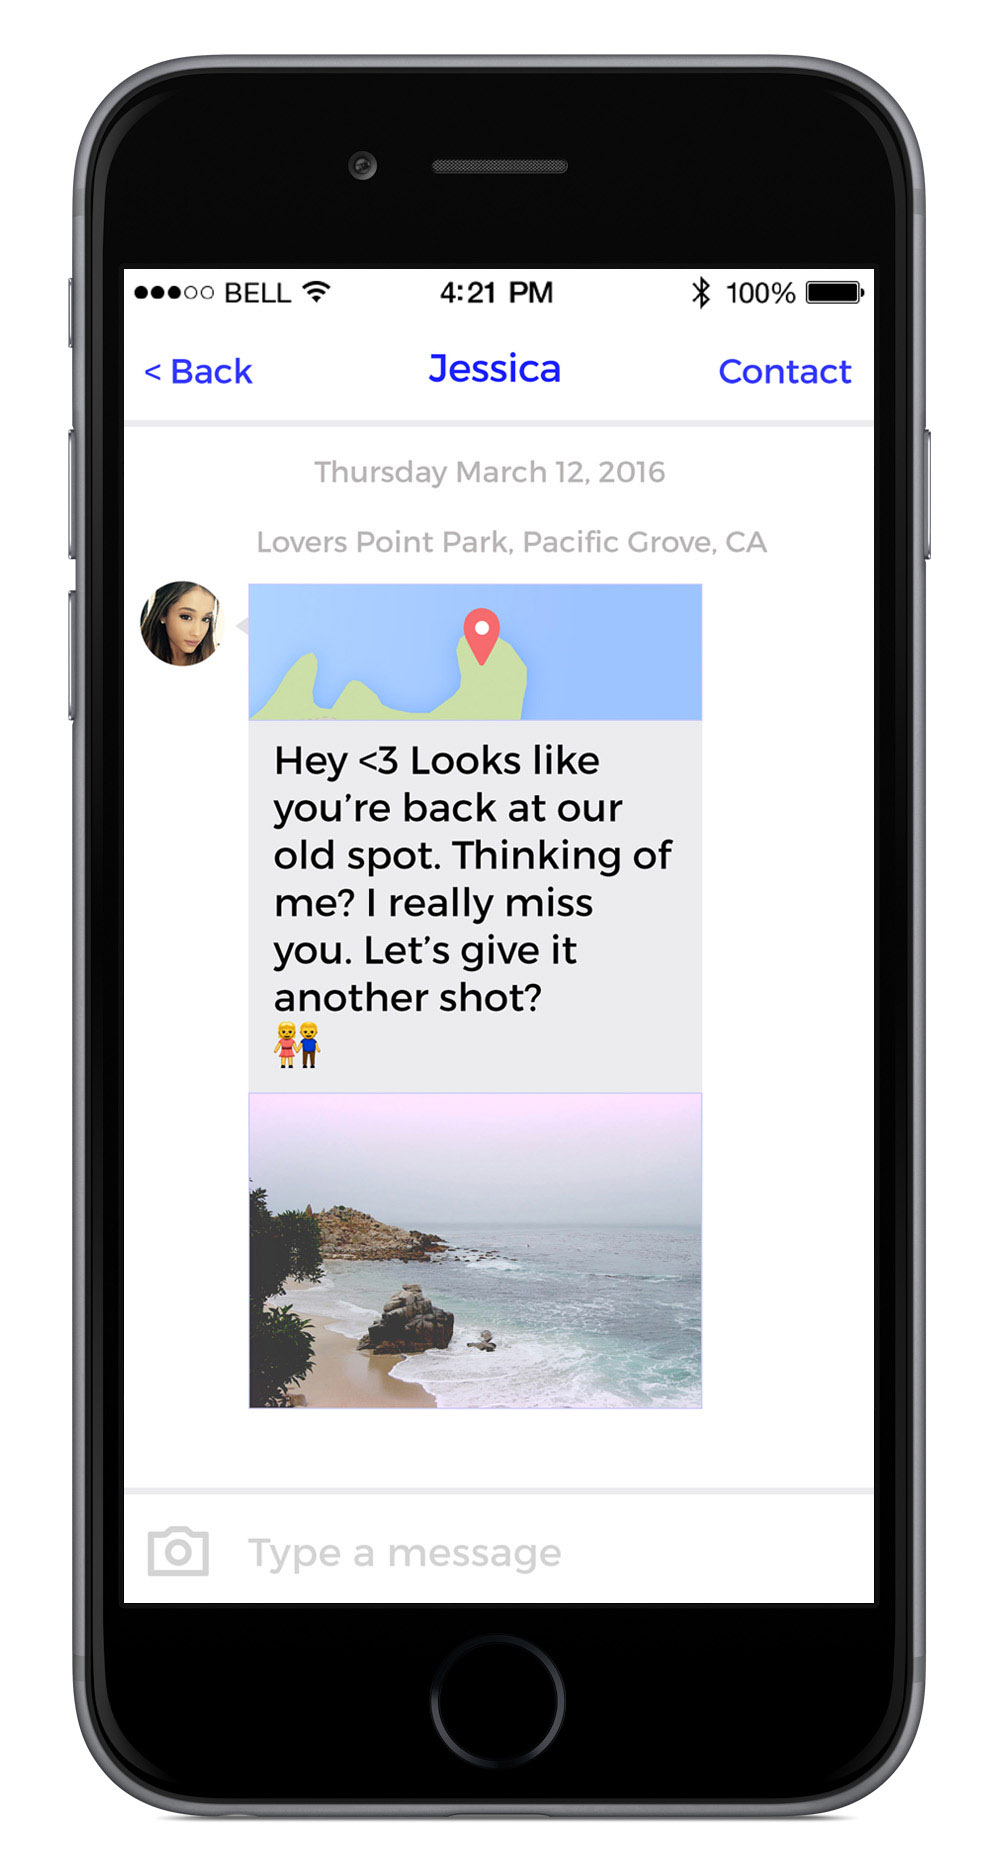 BELL 4:21 PM 100%
< Back Jessica Contact
Thursday March 12, 2016
Lovers Point Park, Pacific Grove, CA
Hey <3 Looks like
you're back at our
old spot. Thinking of
me? I really miss
you. Let's give it
another shot?
Type a message